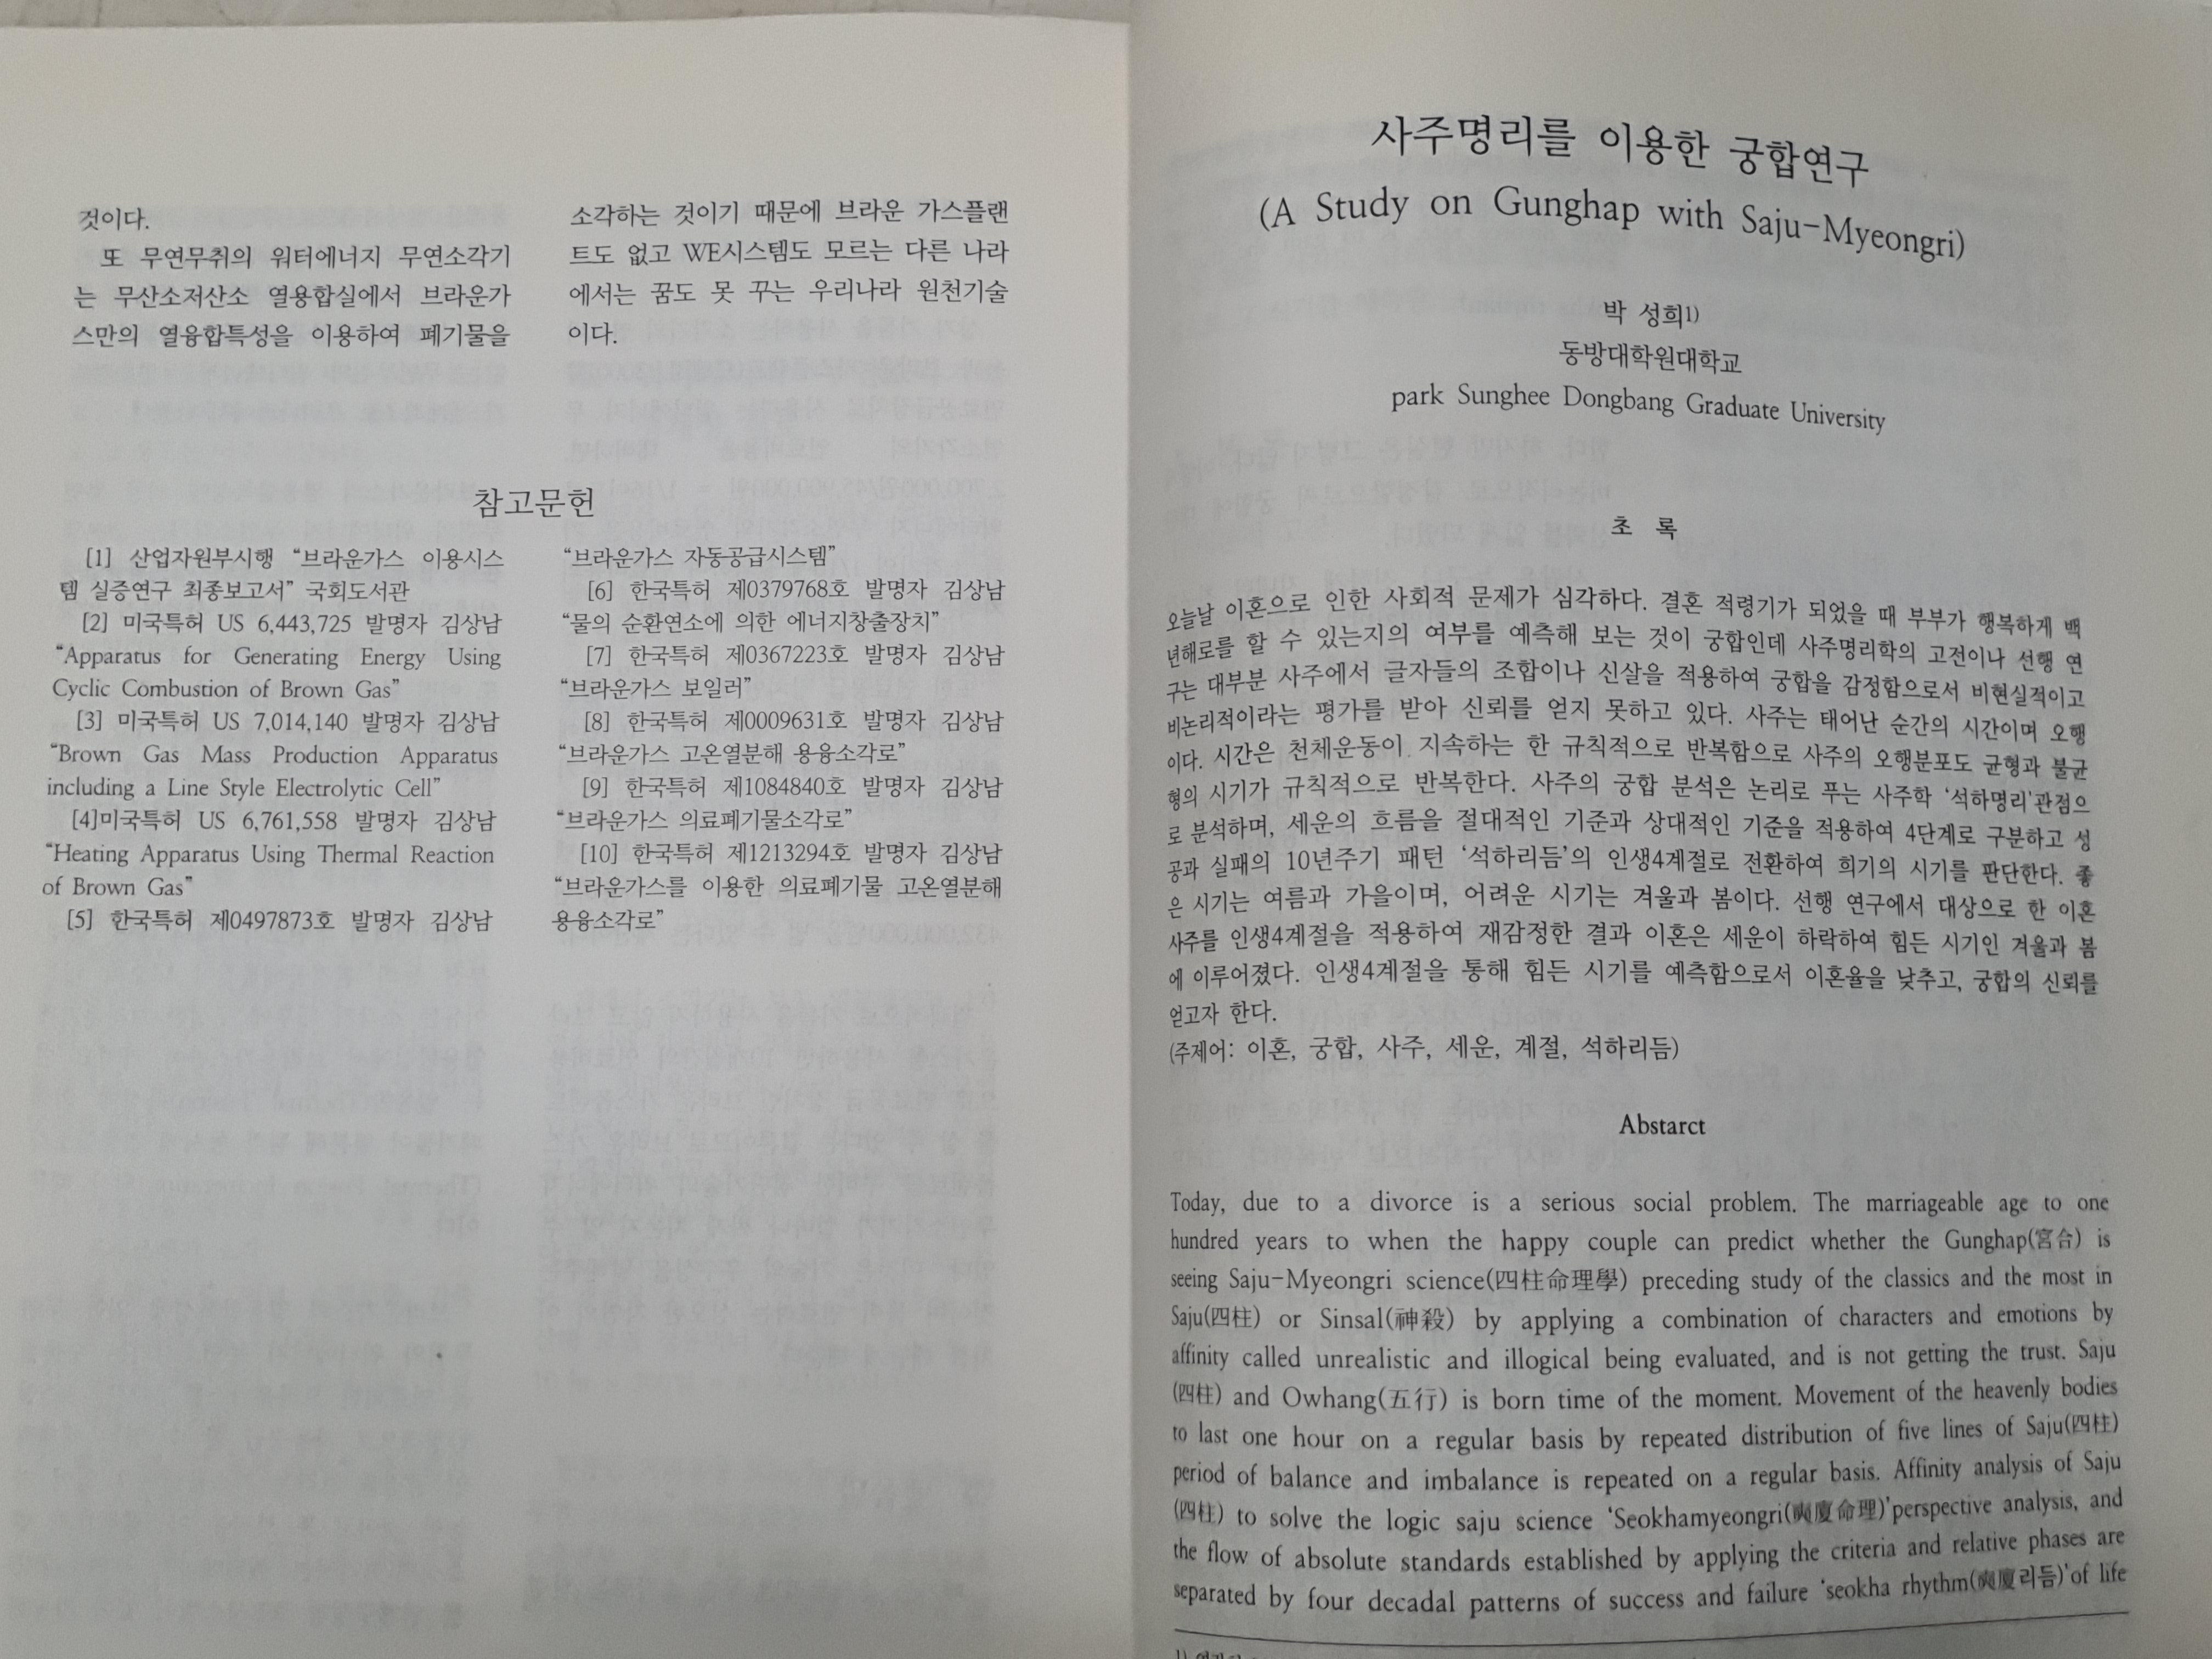 것이다.
또 무연무취의 워터에너지 무연소각기
는 무산소저산소 열용합실에서 브라운가
스만의 열융합특성을 이용하여 폐기물을
소각하는 것이기 때문에 브라운 가스플랜
트도 없고 WE시스템도 모르는 다른 나라
에서는 꿈도 못 꾸는 우리나라 원천기술
이다.
참고문헌
[1] 산업자원부시행 “브라운가스 이용시스
템 실증연구 최종보고서” 국회도서관
[2] 미국특허 US 6,443,725 발명자 김상남
“Apparatus for Generating Energy Using
Cyclic Combustion of Brown Gas”
[3] 미국특허 US 7,014,140 발명자 김상남
“Brown Gas Mass Production Apparatus
including a Line Style Electrolytic Cell”
[4]미국특허 US 6,761,558 발명자 김상남
“Heating Apparatus Using Thermal Reaction
of Brown Gas”
[5] 한국특허 제0497873호 발명자 김상남
“브라운가스 자동공급시스템”
[6] 한국특허 제0379768호 발명자 김상남
“물의 순환연소에 의한 에너지창출장치”
[7] 한국특허 제0367223호 발명자 김상남
“브라운가스 보일러”
[8] 한국특허 제0009631호 발명자 김상남
“브라운가스 고온열분해 용융소각로”
[9] 한국특허 제1084840호 발명자 김상남
“브라운가스 의료폐기물소각로”
[10] 한국특허 제1213294호 발명자 김상남
“브라운가스를 이용한 의료폐기물 고온열분해
용융소각로”
사주명리를 이용한 궁합연구
(A Study on Gunghap with Saju-Myeongri)
박 성희1)
동방대학원대학교
park Sunghee Dongbang Graduate University
초 록
오늘날 이혼으로 인한 사회적 문제가 심각하다. 결혼 적령기가 되었을 때 부부가 행복하게 백
년해로를 할 수 있는지의 여부를 예측해 보는 것이 궁합인데 사주명리학의 고전이나 선행 연
구는 대부분 사주에서 글자들의 조합이나 신살을 적용하여 궁합을 감정함으로서 비현실적이고
비논리적이라는 평가를 받아 신뢰를 얻지 못하고 있다. 사주는 태어난 순간의 시간이며 오행
이다. 시간은 천체운동이 지속하는 한 규칙적으로 반복함으로 사주의 오행분포도 균형과 불균
형의 시기가 규칙적으로 반복한다. 사주의 궁합 분석은 논리로 푸는 사주학 ‘석하명리’관점으
로 분석하며, 세운의 흐름을 절대적인 기준과 상대적인 기준을 적용하여 4단계로 구분하고 성
공과 실패의 10년주기 패턴 ‘석하리듬’의 인생4계절로 전환하여 희기의 시기를 판단한다. 좋
은 시기는 여름과 가을이며, 어려운 시기는 겨울과 봄이다. 선행 연구에서 대상으로 한 이혼
사주를 인생4계절을 적용하여 재감정한 결과 이혼은 세운이 하락하여 힘든 시기인 겨울과 봄
에 이루어졌다. 인생4계절을 통해 힘든 시기를 예측함으로서 이혼율을 낮추고, 궁합의 신뢰를
얻고자 한다.
(주제어: 이혼, 궁합, 사주, 세운, 계절, 석하리듬)
Abstarct
Today, due to a divorce is a serious social problem. The marriageable age to one
hundred years to when the happy couple can predict whether the Gunghap(宮合) is
seeing Saju-Myeongri science(四柱命理學) preceding study of the classics and the most in
Saju(四柱) or Sinsal(神殺) by applying a combination of characters and emotions by
affinity called unrealistic and illogical being evaluated, and is not getting the trust. Saju
(四柱) and Owhang(五行) is born time of the moment. Movement of the heavenly bodies
to last one hour on a regular basis by repeated distribution of five lines of Saju(四柱)
period of balance and imbalance is repeated on a regular basis. Affinity analysis of Saju
(四柱) to solve the logic saju science ‘Seokhamyeongri(奭廈命理)’perspective analysis, and
the flow of absolute standards established by applying the criteria and relative phases are
separated by four decadal patterns of success and failure ‘seokha rhythm(奭廈리듬)’of life
1)